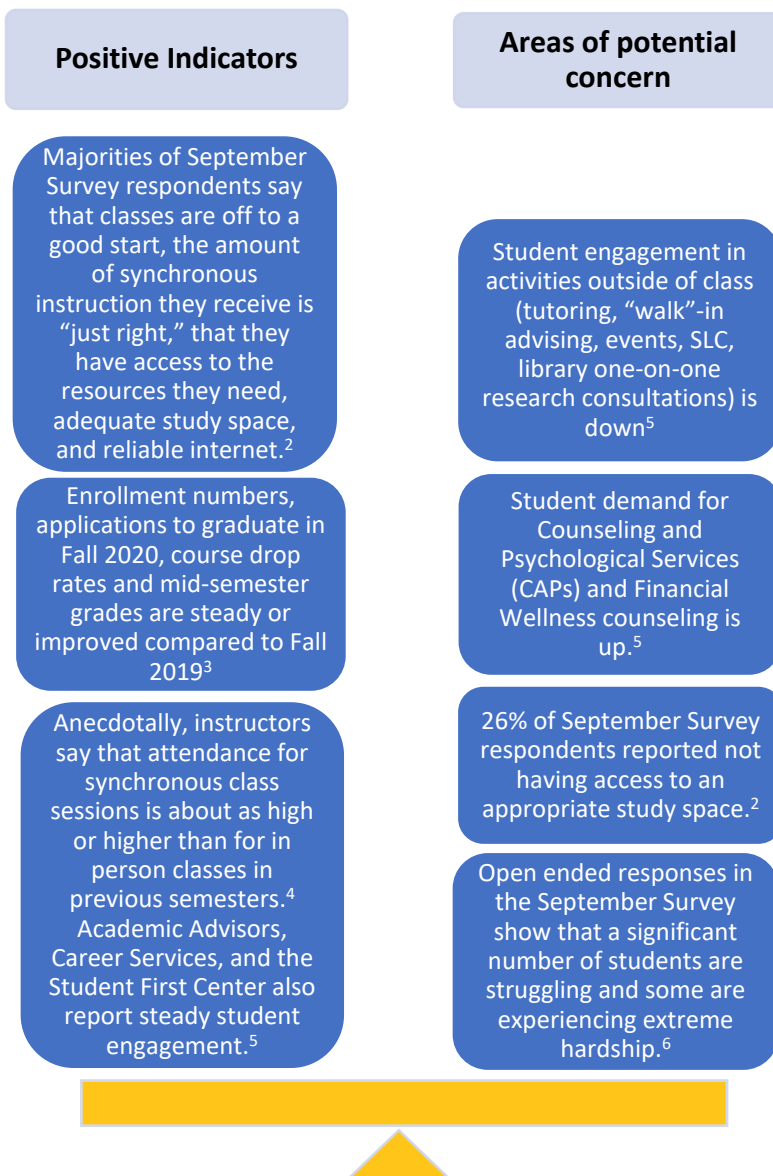 Positive Indicators
Majorities of September
Survey respondents say
that classes are off to a
good start, the amount
of synchronous
instruction they receive is
“just right,” that they
have access to the
resources they need,
adequate study space,
and reliable internet.²
Enrollment numbers,
applications to graduate in
Fall 2020, course drop
rates and mid-semester
grades are steady or
improved compared to Fall
2019³
Anecdotally, instructors
say that attendance for
synchronous class
sessions is about as high
or higher than for in
person classes in
previous semesters.⁴
Academic Advisors,
Career Services, and the
Student First Center also
report steady student
engagement.⁵
Areas of potential
concern
Student engagement in
activities outside of class
(tutoring, “walk”-in
advising, events, SLC,
library one-on-one
research consultations) is
down⁵
Student demand for
Counseling and
Psychological Services
(CAPs) and Financial
Wellness counseling is
up.⁵
26% of September Survey
respondents reported not
having access to an
appropriate study space.²
Open ended responses in
the September Survey
show that a significant
number of students are
struggling and some are
experiencing extreme
hardship.⁶